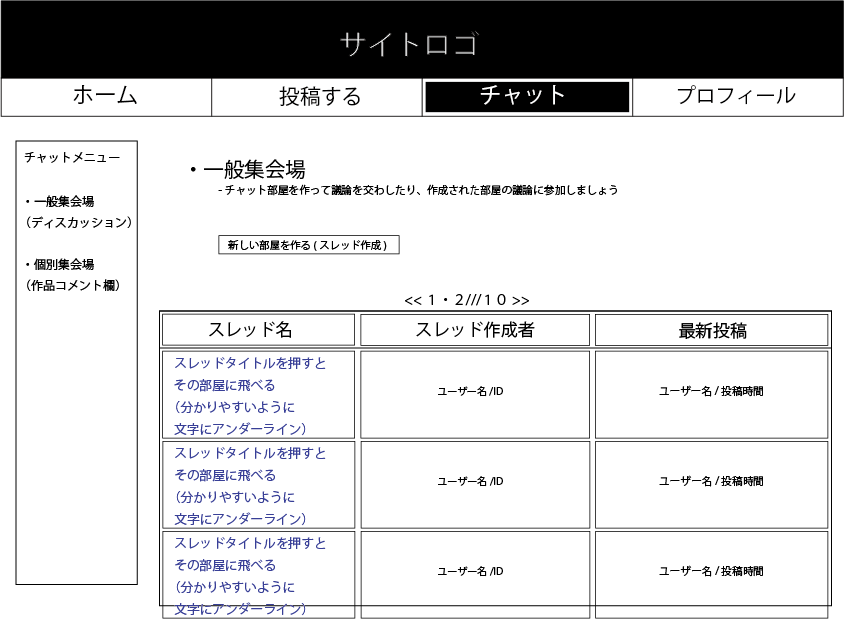 サイトロゴ
ホーム
投稿する
チャット
プロフィール
チャットメニュー
・一般集会場
（ディスカッション）
・個別集会場
（作品コメント欄）
・一般集会場
- チャット部屋を作って議論を交わしたり、作成された部屋の議論に参加しましょう
新しい部屋を作る ( スレッド作成 )
<< １・２///１０ >>
スレッド名
スレッド作成者
最新投稿
スレッドタイトルを押すと
その部屋に飛べる
（分かりやすいように
文字にアンダーライン）
ユーザー名 /ID
ユーザー名 / 投稿時間
スレッドタイトルを押すと
その部屋に飛べる
（分かりやすいように
文字にアンダーライン）
ユーザー名 /ID
ユーザー名 / 投稿時間
スレッドタイトルを押すと
その部屋に飛べる
（分かりやすいように
文字にアンダーライン）
ユーザー名 /ID
ユーザー名 / 投稿時間